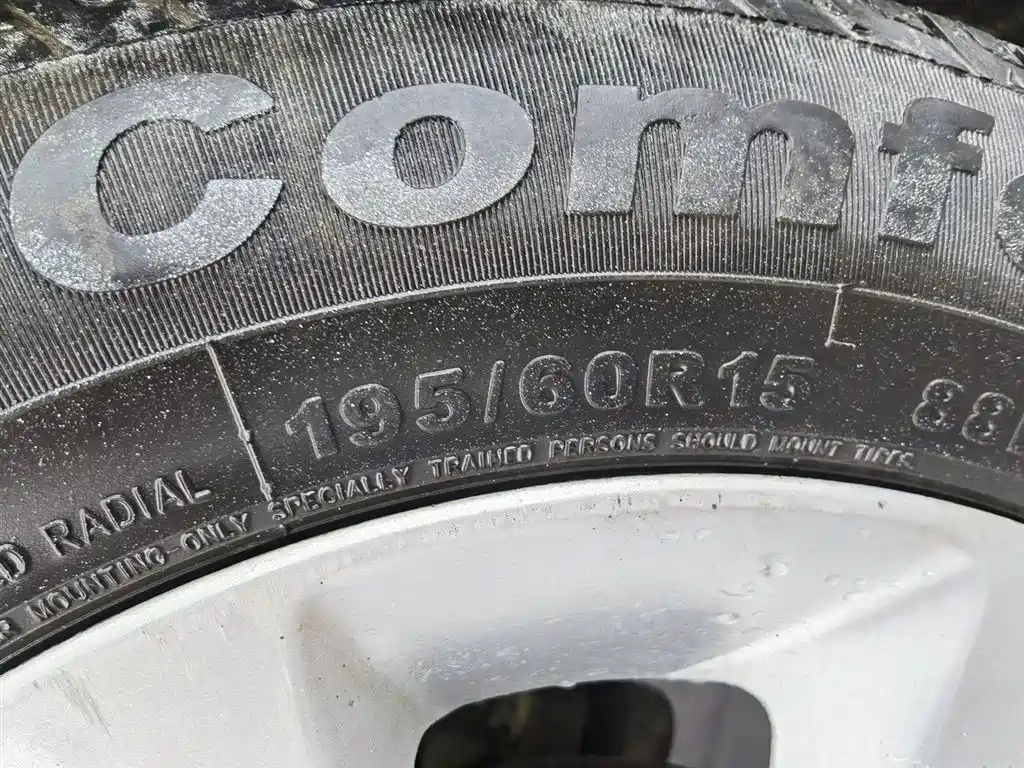 Comf
195/60R15 88
RADIAL
MOUNTING-ONLY SPECIALLY TRAINED PERSONS SHOULD MOUNT TIRES